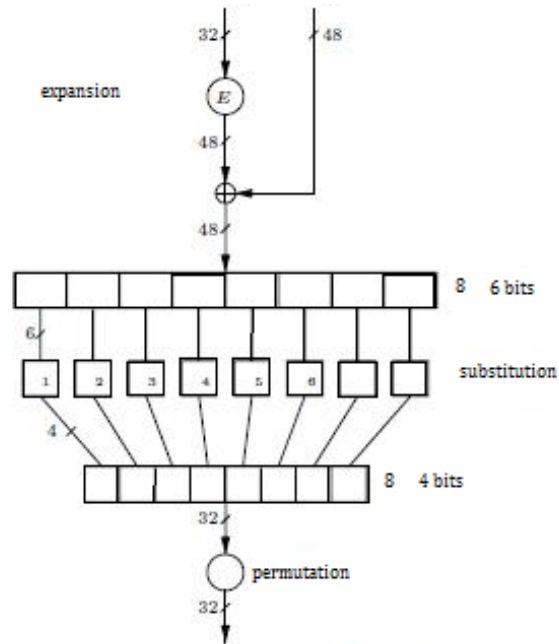 32 48
expansion
E
48
48
8 6 bits
6
1 2 3 4 5 6
substitution
4
8 4 bits
32
permutation
32